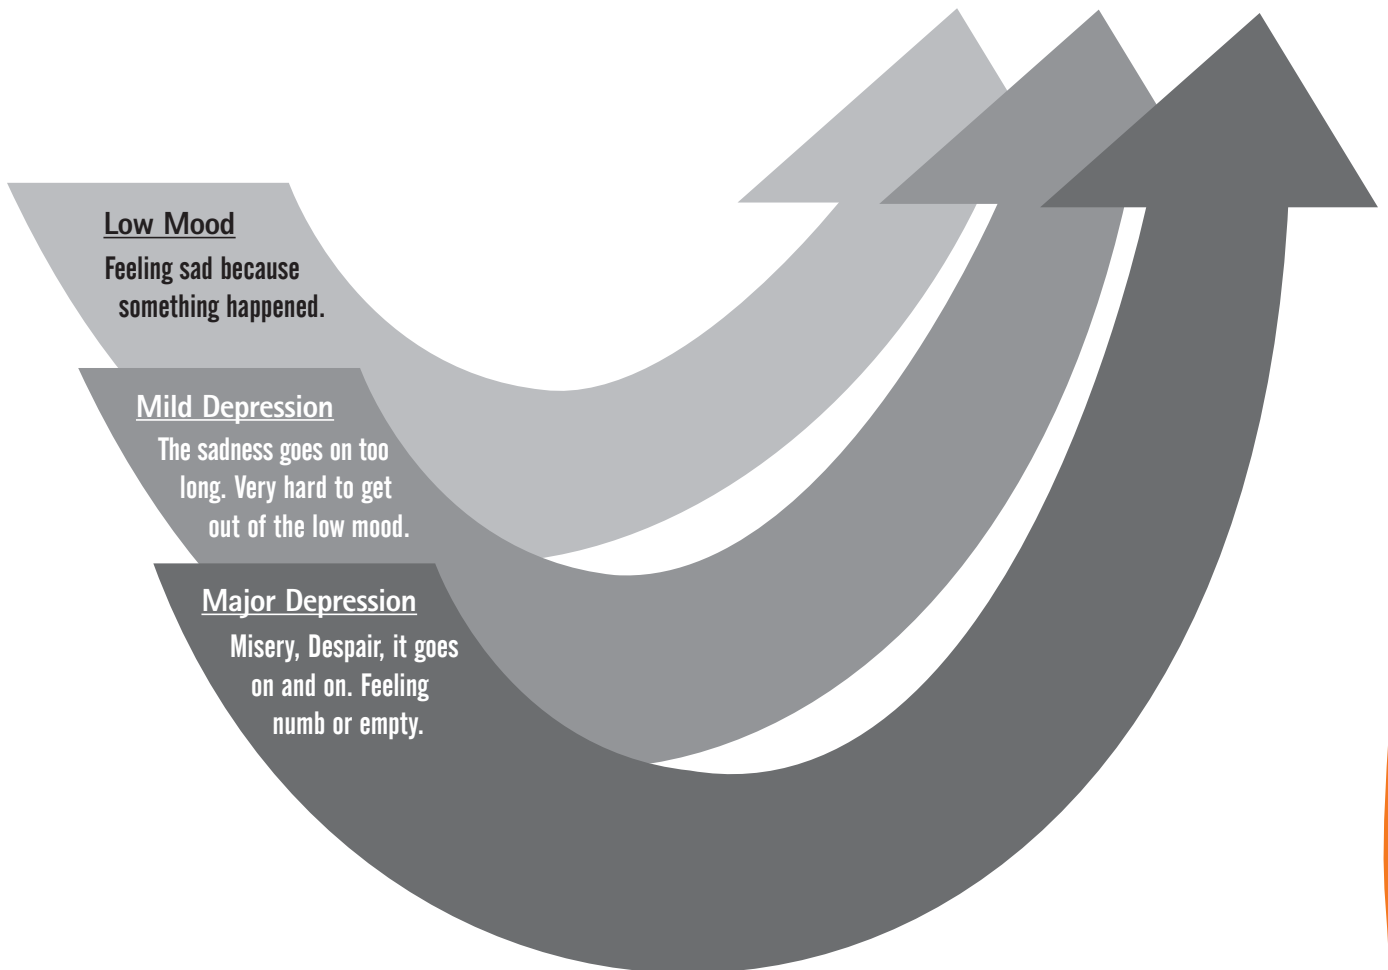 Low Mood
Feeling sad because
something happened.
Mild Depression
The sadness goes on too
long. Very hard to get
out of the low mood.
Major Depression
Misery, Despair, it goes
on and on. Feeling
numb or empty.